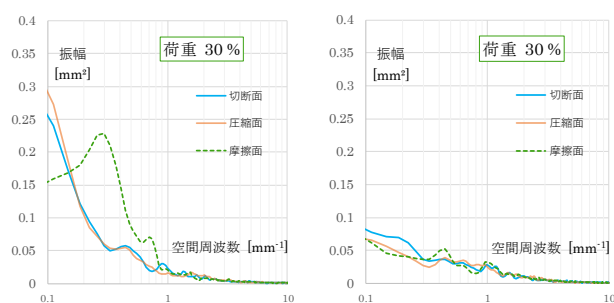 0.4
0.35
0.3
0.25
0.2
0.15
0.1
0.05
0
0.1
1
10
振幅
[mm²]
荷重 30 %
切断面
圧縮面
摩擦面
空間周波数 [mm⁻¹]
0.4
0.35
0.3
0.25
0.2
0.15
0.1
0.05
0
0.1
1
10
振幅
[mm²]
荷重 30 %
切断面
圧縮面
摩擦面
空間周波数 [mm⁻¹]